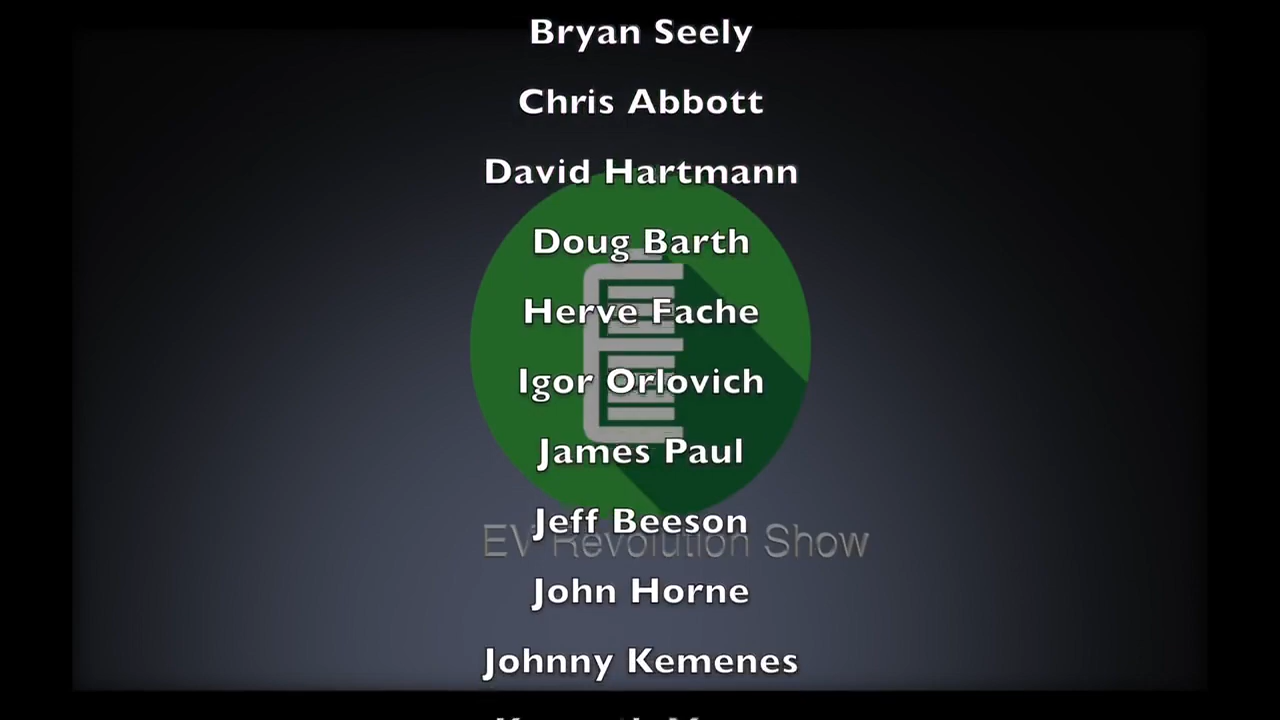 Bryan Seely
Chris Abbott
David Hartmann
Doug Barth
Herve Fache
Igor Orlovich
James Paul
Jeff Beeson
EV Revolution Show
John Horne
Johnny Kemenes